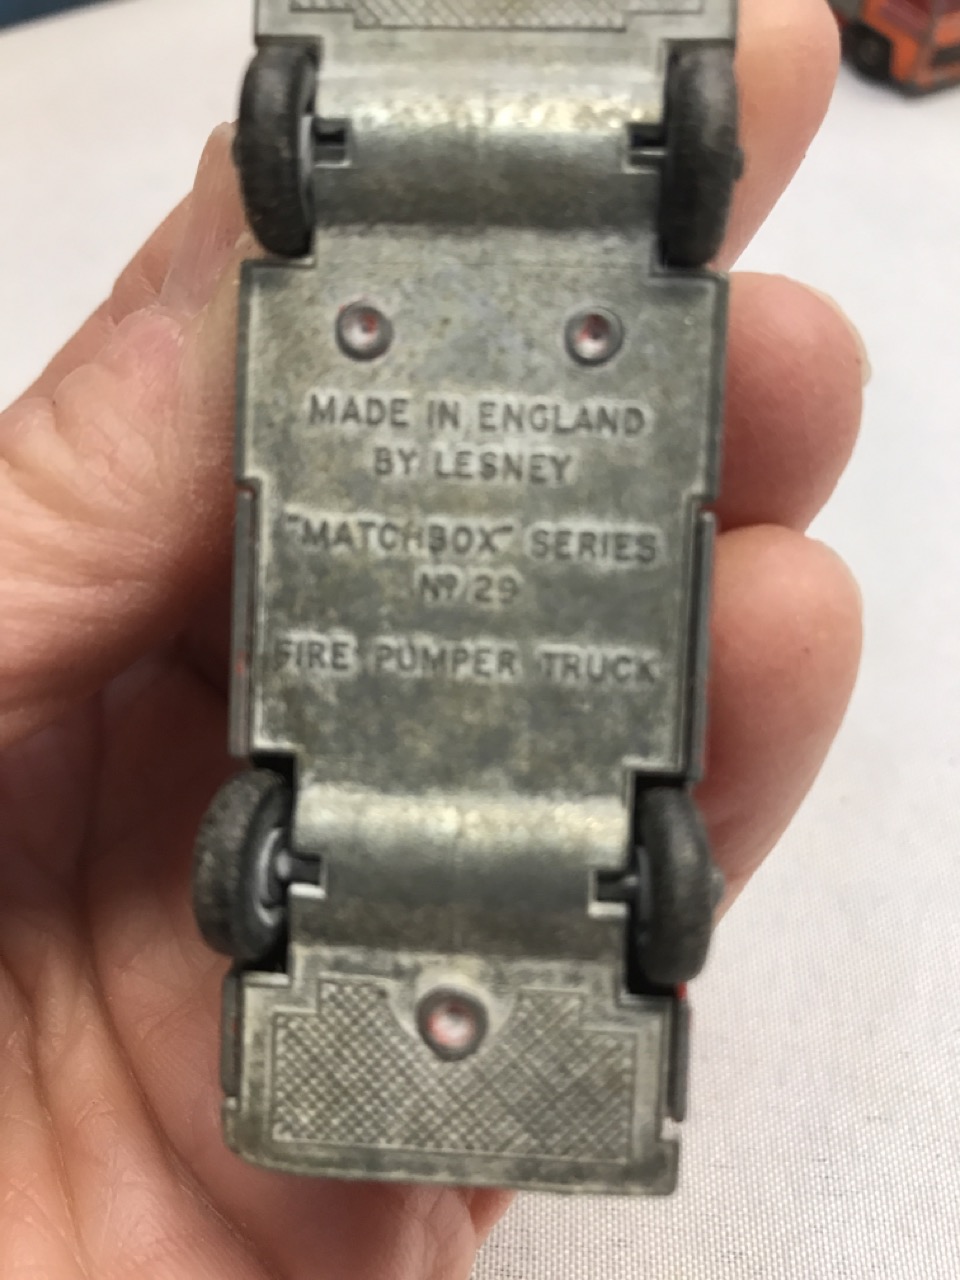 MADE IN ENGLAND
BY LESNEY
"MATCHBOX" SERIES
Nº 29
FIRE PUMPER TRUCK